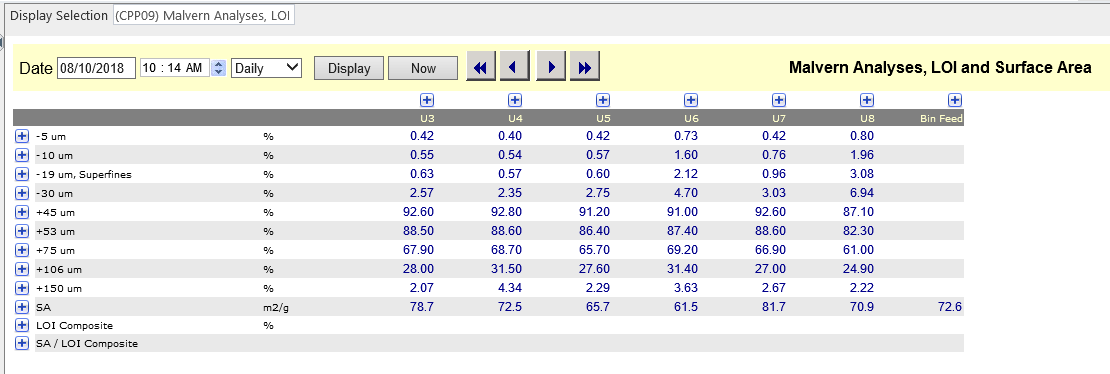 Display Selection (CPP09) Malvern Analyses, LOI
Date 08/10/2018 10 : 14 AM Daily Display Now Malvern Analyses, LOI and Surface Area
U3 U4 U5 U6 U7 U8 Bin Feed
-5 um % 0.42 0.40 0.42 0.73 0.42 0.80
-10 um % 0.55 0.54 0.57 1.60 0.76 1.96
-19 um, Superfines % 0.63 0.57 0.60 2.12 0.96 3.08
-30 um % 2.57 2.35 2.75 4.70 3.03 6.94
+45 um % 92.60 92.80 91.20 91.00 92.60 87.10
+53 um % 88.50 88.60 86.40 87.40 88.60 82.30
+75 um % 67.90 68.70 65.70 69.20 66.90 61.00
+106 um % 28.00 31.50 27.60 31.40 27.00 24.90
+150 um % 2.07 4.34 2.29 3.63 2.67 2.22
SA m2/g 78.7 72.5 65.7 61.5 81.7 70.9 72.6
LOI Composite %
SA / LOI Composite